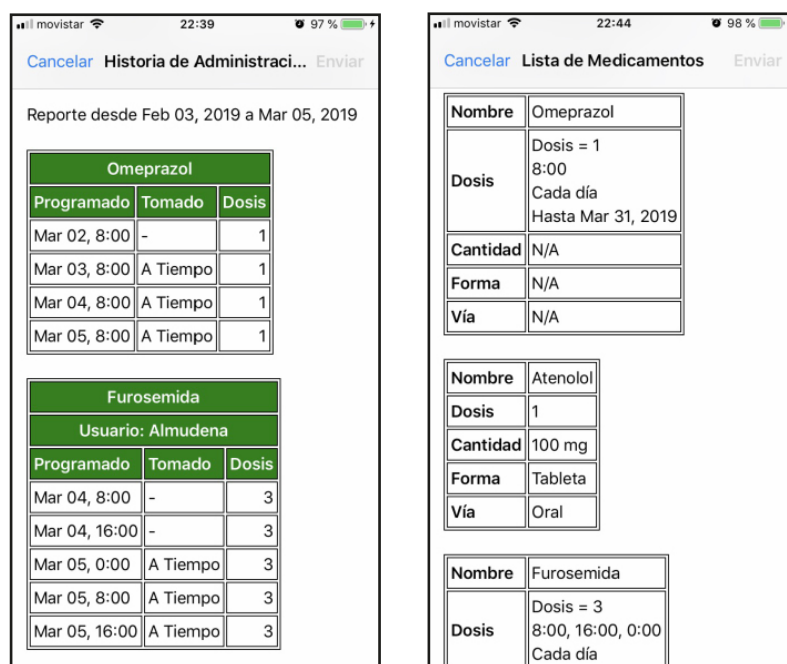 movistar 22:39 97 %
Cancelar Historia de Administraci... Enviar
Reporte desde Feb 03, 2019 a Mar 05, 2019
Omeprazol
Programado Tomado Dosis
Mar 02, 8:00 - 1
Mar 03, 8:00 A Tiempo 1
Mar 04, 8:00 A Tiempo 1
Mar 05, 8:00 A Tiempo 1
Furosemida
Usuario: Almudena
Programado Tomado Dosis
Mar 04, 8:00 - 3
Mar 04, 16:00 - 3
Mar 05, 0:00 A Tiempo 3
Mar 05, 8:00 A Tiempo 3
Mar 05, 16:00 A Tiempo 3
movistar 22:44 98 %
Cancelar Lista de Medicamentos Enviar
Nombre Omeprazol
Dosis Dosis = 1
8:00
Cada día
Hasta Mar 31, 2019
Cantidad N/A
Forma N/A
Vía N/A
Nombre Atenolol
Dosis 1
Cantidad 100 mg
Forma Tableta
Vía Oral
Nombre Furosemida
Dosis Dosis = 3
8:00, 16:00, 0:00
Cada día